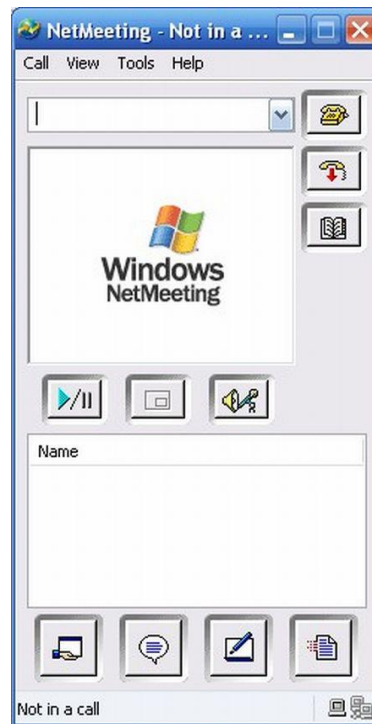 NetMeeting - Not in a ...
Call View Tools Help
Windows
NetMeeting
Name
Not in a call